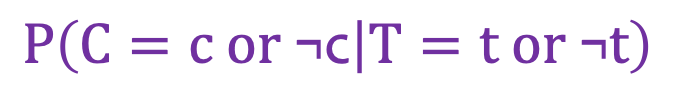 P(C = c or ¬c|T = t or ¬t)